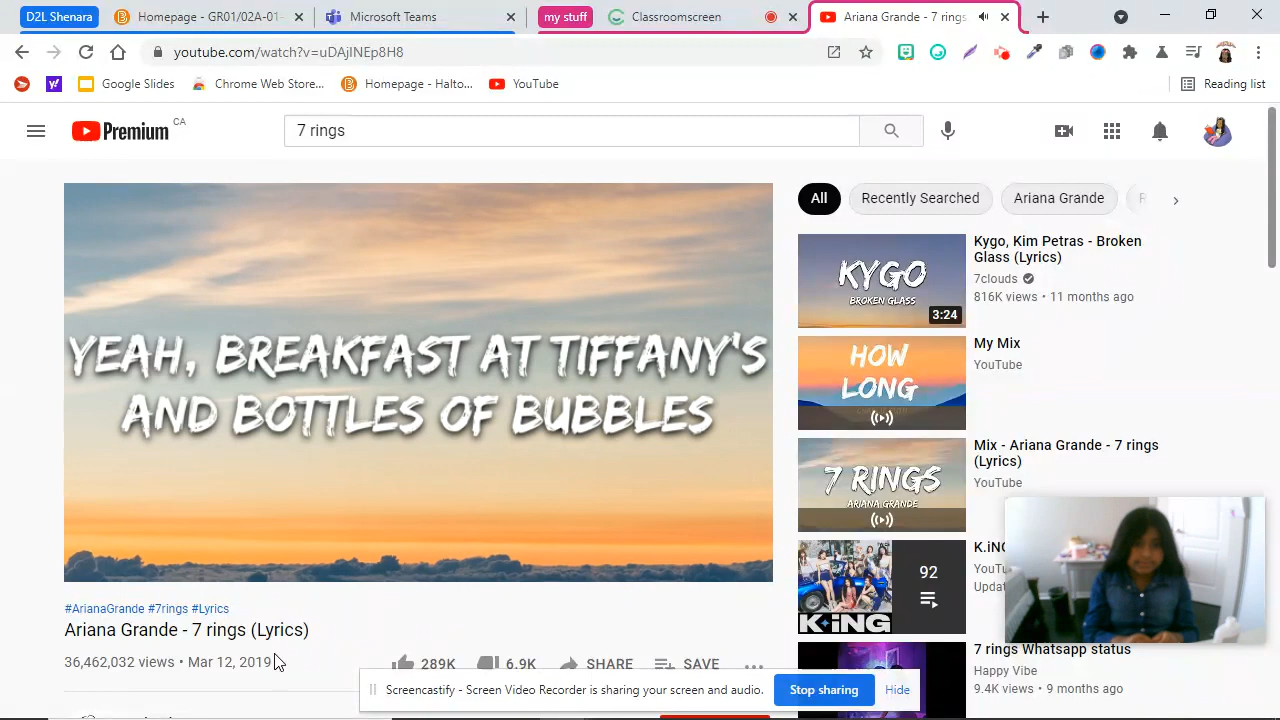 D2L Shenara
Homepage - GR01/02A-01-
Microsoft Teams
my stuff
Classroomscreen
Ariana Grande - 7 rings
youtube.com/watch?v=uDAjINEp8H8
Google Slides
Chrome Web Store...
Homepage - Halto...
YouTube
Reading list
Premium
CA
7 rings
All
Recently Searched
Ariana Grande
YEAH, BREAKFAST AT TIFFANY'S
AND BOTTLES OF BUBBLES
KYGO
BROKEN GLASS
3:24
Kygo, Kim Petras - Broken
Glass (Lyrics)
7clouds
816K views • 11 months ago
HOW
LONG
My Mix
YouTube
7 RINGS
ARIANA GRANDE
Mix - Ariana Grande - 7 rings
(Lyrics)
YouTube
92
K·iNG
7 rings Whatsapp status
Happy Vibe
9.4K views • 9 months ago
#ArianaGrande #7rings #Lyrics
Ariana Grande - 7 rings (Lyrics)
36,462,032 views • Mar 12, 2019
289K
6.9K
SHARE
SAVE
Screencastify - Screen Video Recorder is sharing your screen and audio.
Stop sharing
Hide